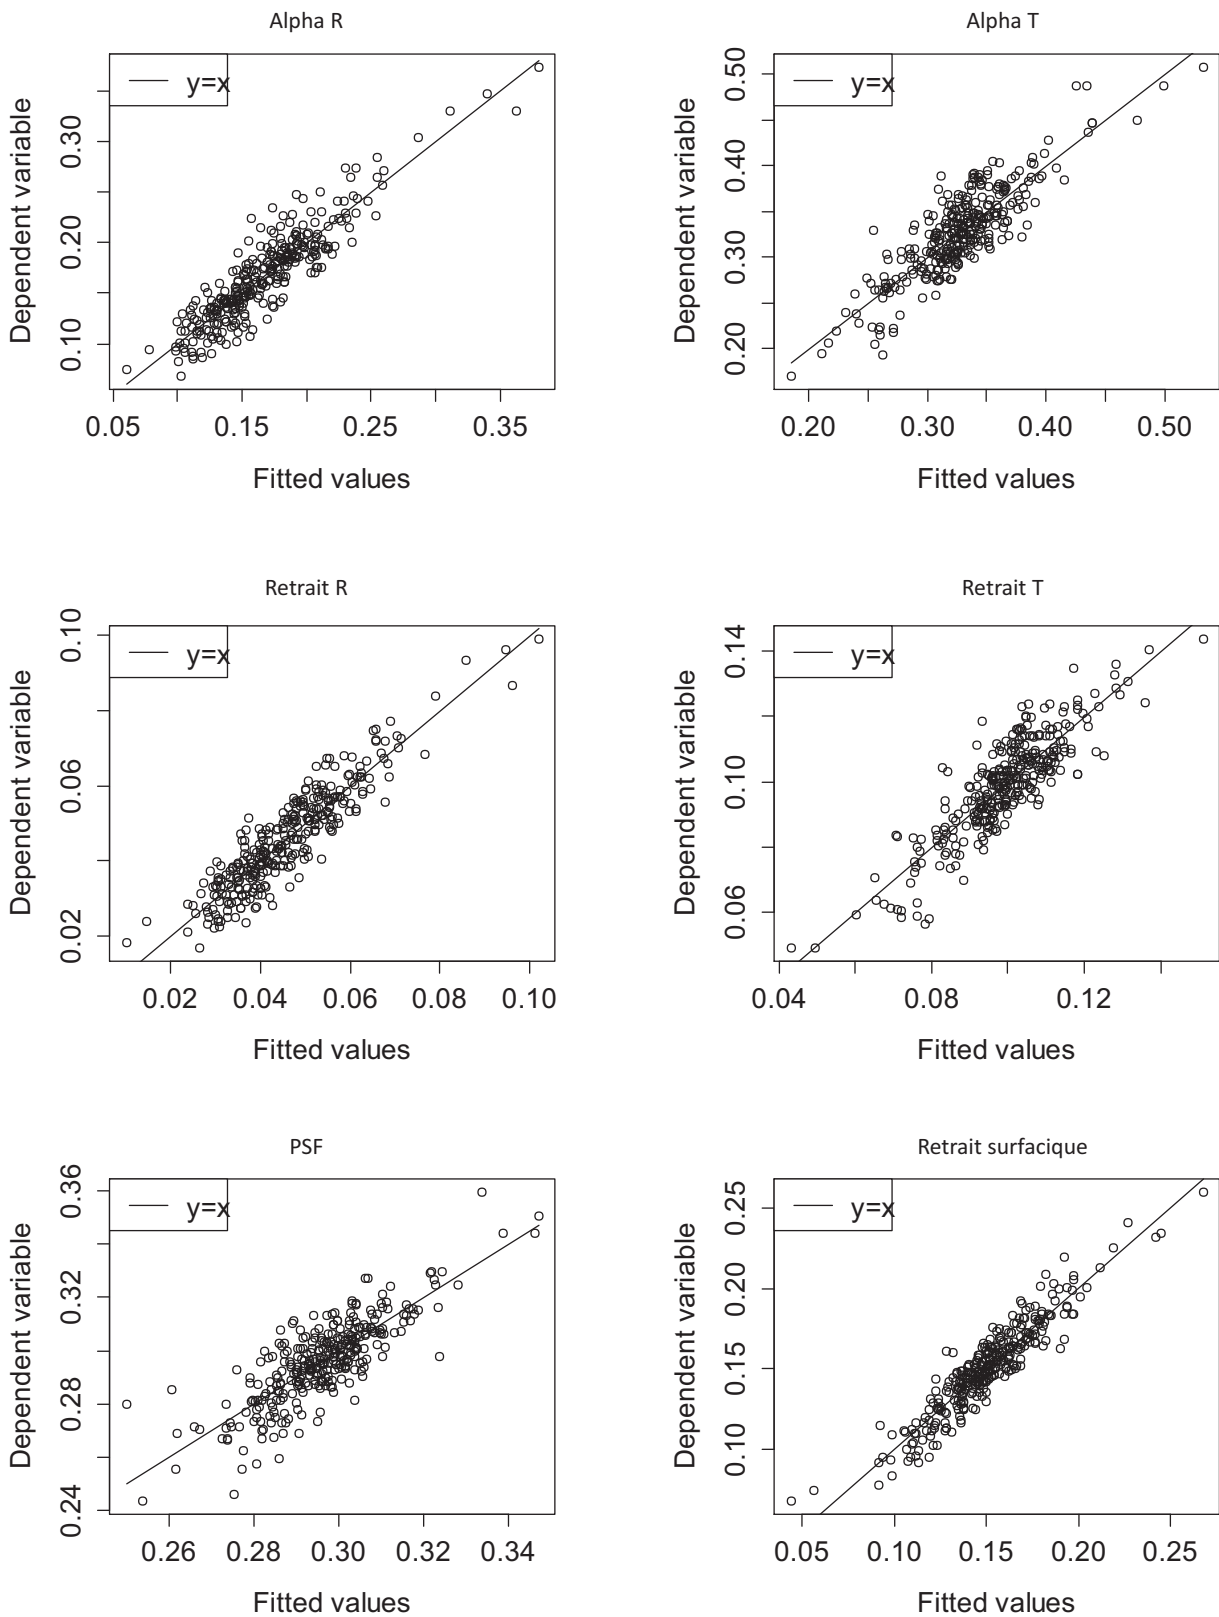 Alpha R
y=x
Dependent variable
0.10 0.20 0.30
0.05 0.15 0.25 0.35
Fitted values
Alpha T
y=x
Dependent variable
0.20 0.30 0.40 0.50
0.20 0.30 0.40 0.50
Fitted values
Retrait R
y=x
Dependent variable
0.02 0.06 0.10
0.02 0.04 0.06 0.08 0.10
Fitted values
Retrait T
y=x
Dependent variable
0.06 0.10 0.14
0.04 0.08 0.12
Fitted values
PSF
y=x
Dependent variable
0.24 0.28 0.32 0.36
0.26 0.28 0.30 0.32 0.34
Fitted values
Retrait surfacique
y=x
Dependent variable
0.10 0.15 0.20 0.25
0.05 0.10 0.15 0.20 0.25
Fitted values